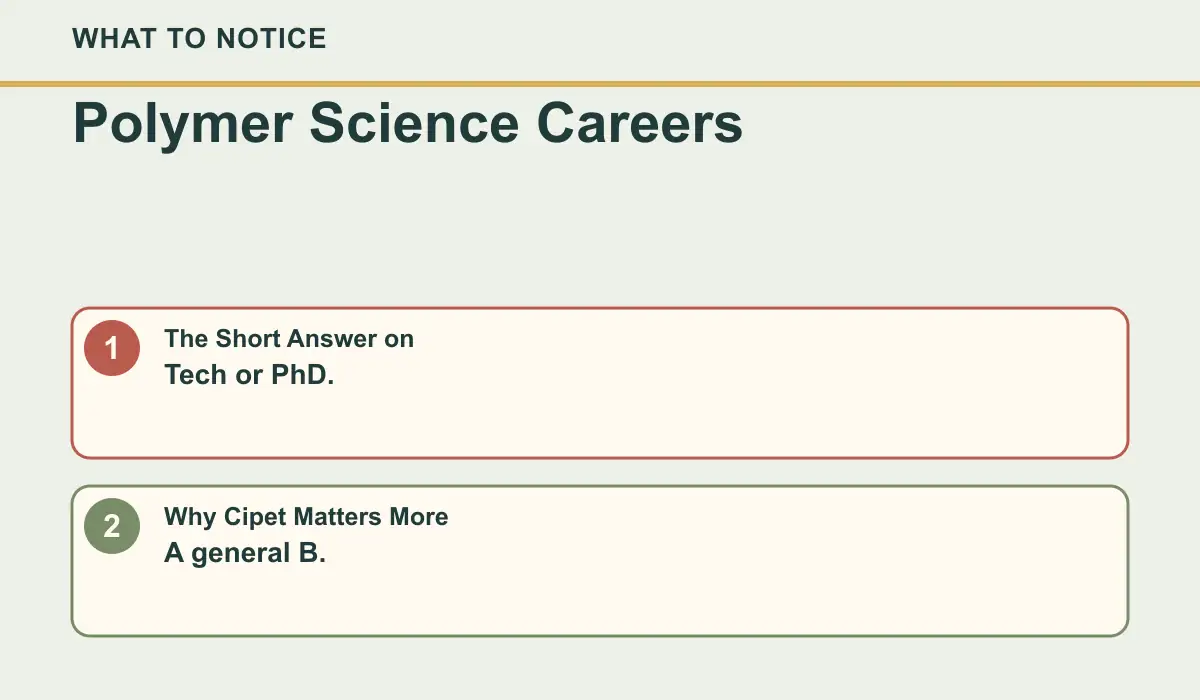 WHAT TO NOTICE
Polymer Science Careers
1
The Short Answer on
Tech or PhD.
2
Why Cipet Matters More
A general B.